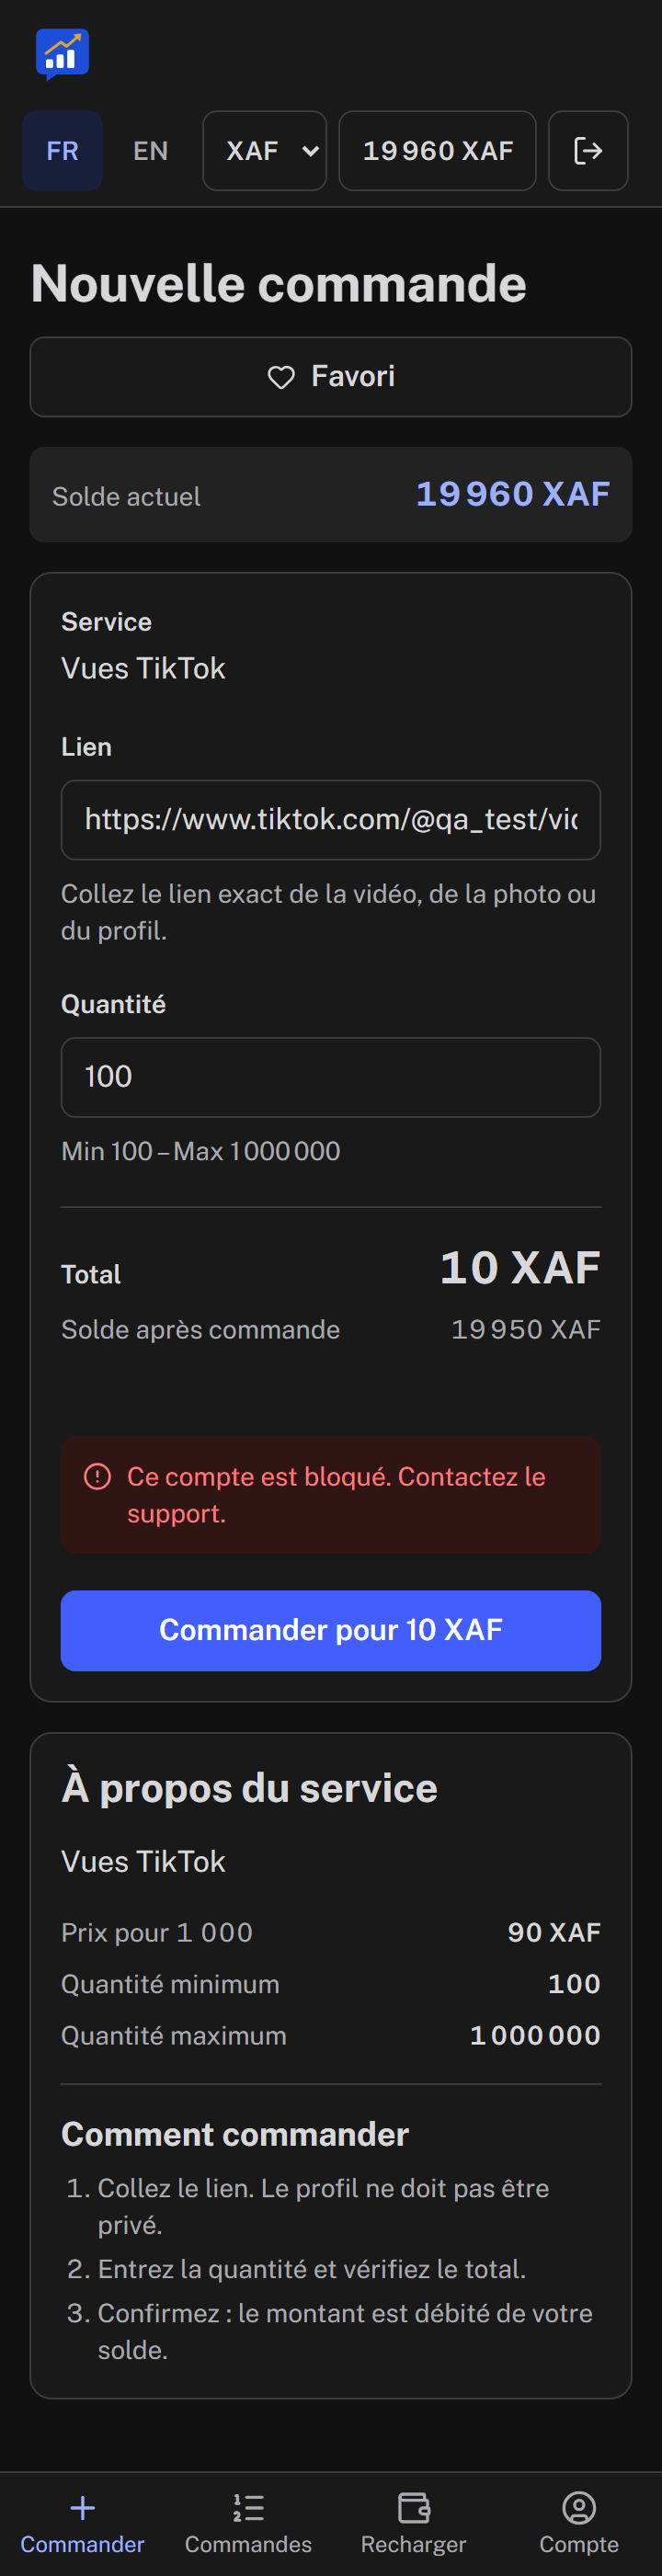 FR EN XAF 19 960 XAF
Nouvelle commande
Favori
Solde actuel 19 960 XAF
Service
Vues TikTok
Lien
https://www.tiktok.com/@qa_test/vi
Collez le lien exact de la vidéo, de la photo ou
du profil.
Quantité
100
Min 100 – Max 1 000 000
Total 10 XAF
Solde après commande 19 950 XAF
Ce compte est bloqué. Contactez le
support.
Commander pour 10 XAF
À propos du service
Vues TikTok
Prix pour 1 000 90 XAF
Quantité minimum 100
Quantité maximum 1 000 000
Comment commander
1. Collez le lien. Le profil ne doit pas être
privé.
2. Entrez la quantité et vérifiez le total.
3. Confirmez : le montant est débité de votre
solde.
Commander Commandes Recharger Compte